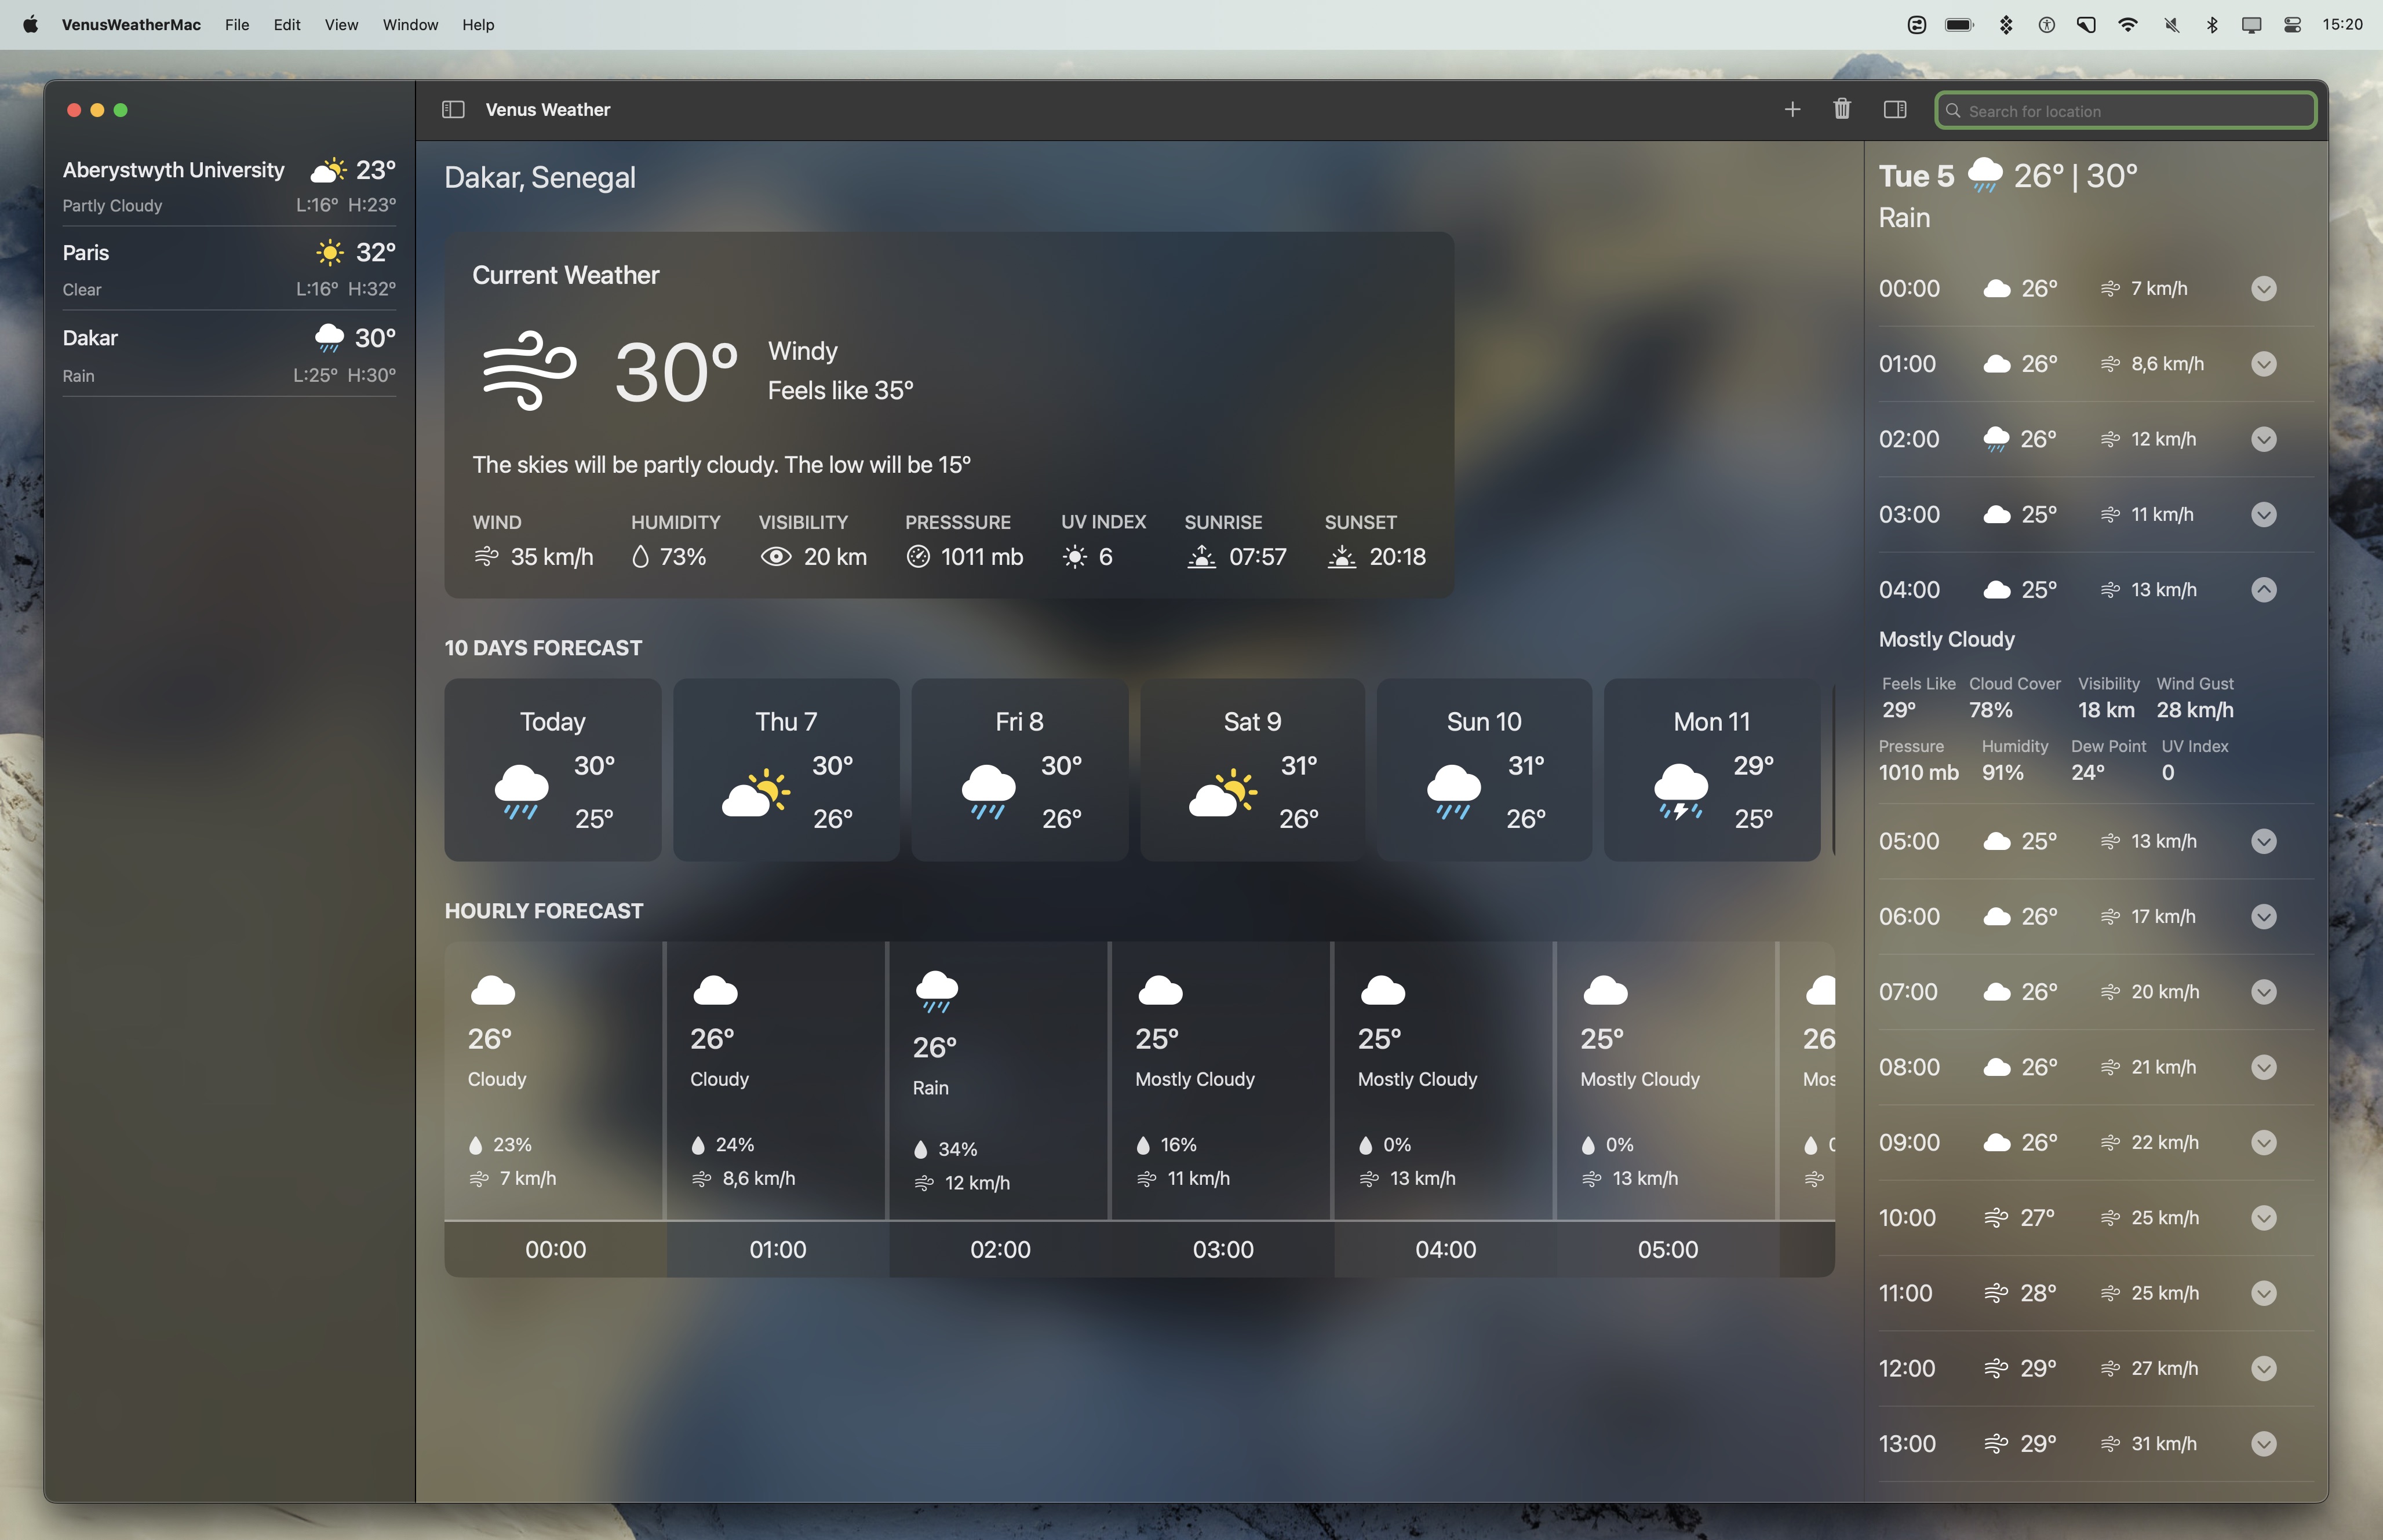 VenusWeatherMac File Edit View Window Help 15:20
Venus Weather
Search for location
Aberystwyth University 23°
Partly Cloudy L:16° H:23°
Paris 32°
Clear L:16° H:32°
Dakar 30°
Rain L:25° H:30°
Dakar, Senegal
Current Weather
30° Windy
Feels like 35°
The skies will be partly cloudy. The low will be 15°
WIND HUMIDITY VISIBILITY PRESSSURE UV INDEX SUNRISE SUNSET
35 km/h 73% 20 km 1011 mb 6 07:57 20:18
10 DAYS FORECAST
Today Thu 7 Fri 8 Sat 9 Sun 10 Mon 11
30° 30° 30° 31° 31° 29°
25° 26° 26° 26° 26° 25°
HOURLY FORECAST
26° 26° 26° 25° 25° 25° 26
Cloudy Cloudy Rain Mostly Cloudy Mostly Cloudy Mostly Cloudy Mos
23% 24% 34% 16% 0% 0%
7 km/h 8,6 km/h 12 km/h 11 km/h 13 km/h 13 km/h
00:00 01:00 02:00 03:00 04:00 05:00
Tue 5 26° | 30°
Rain
00:00 26° 7 km/h
01:00 26° 8,6 km/h
02:00 26° 12 km/h
03:00 25° 11 km/h
04:00 25° 13 km/h
Mostly Cloudy
Feels Like Cloud Cover Visibility Wind Gust
29° 78% 18 km 28 km/h
Pressure Humidity Dew Point UV Index
1010 mb 91% 24° 0
05:00 25° 13 km/h
06:00 26° 17 km/h
07:00 26° 20 km/h
08:00 26° 21 km/h
09:00 26° 22 km/h
10:00 27° 25 km/h
11:00 28° 25 km/h
12:00 29° 27 km/h
13:00 29° 31 km/h